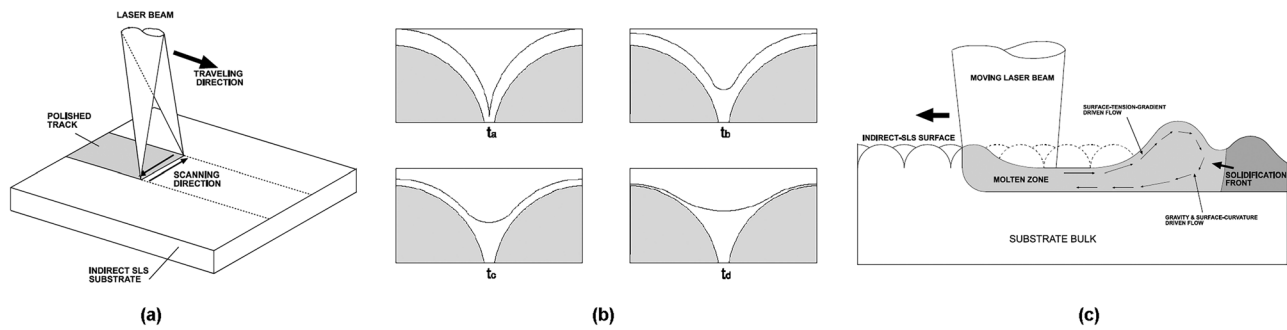 LASER BEAM
TRAVELING
DIRECTION
POLISHED
TRACK
SCANNING
DIRECTION
INDIRECT SLS
SUBSTRATE
(a)
ta
tb
tc
td
(b)
MOVING LASER BEAM
SURFACE-TENSION-GRADIENT
DRIVEN FLOW
INDIRECT-SLS SURFACE
MOLTEN ZONE
SOLIDIFICATION
FRONT
GRAVITY & SURFACE-CURVATURE
DRIVEN FLOW
SUBSTRATE BULK
(c)